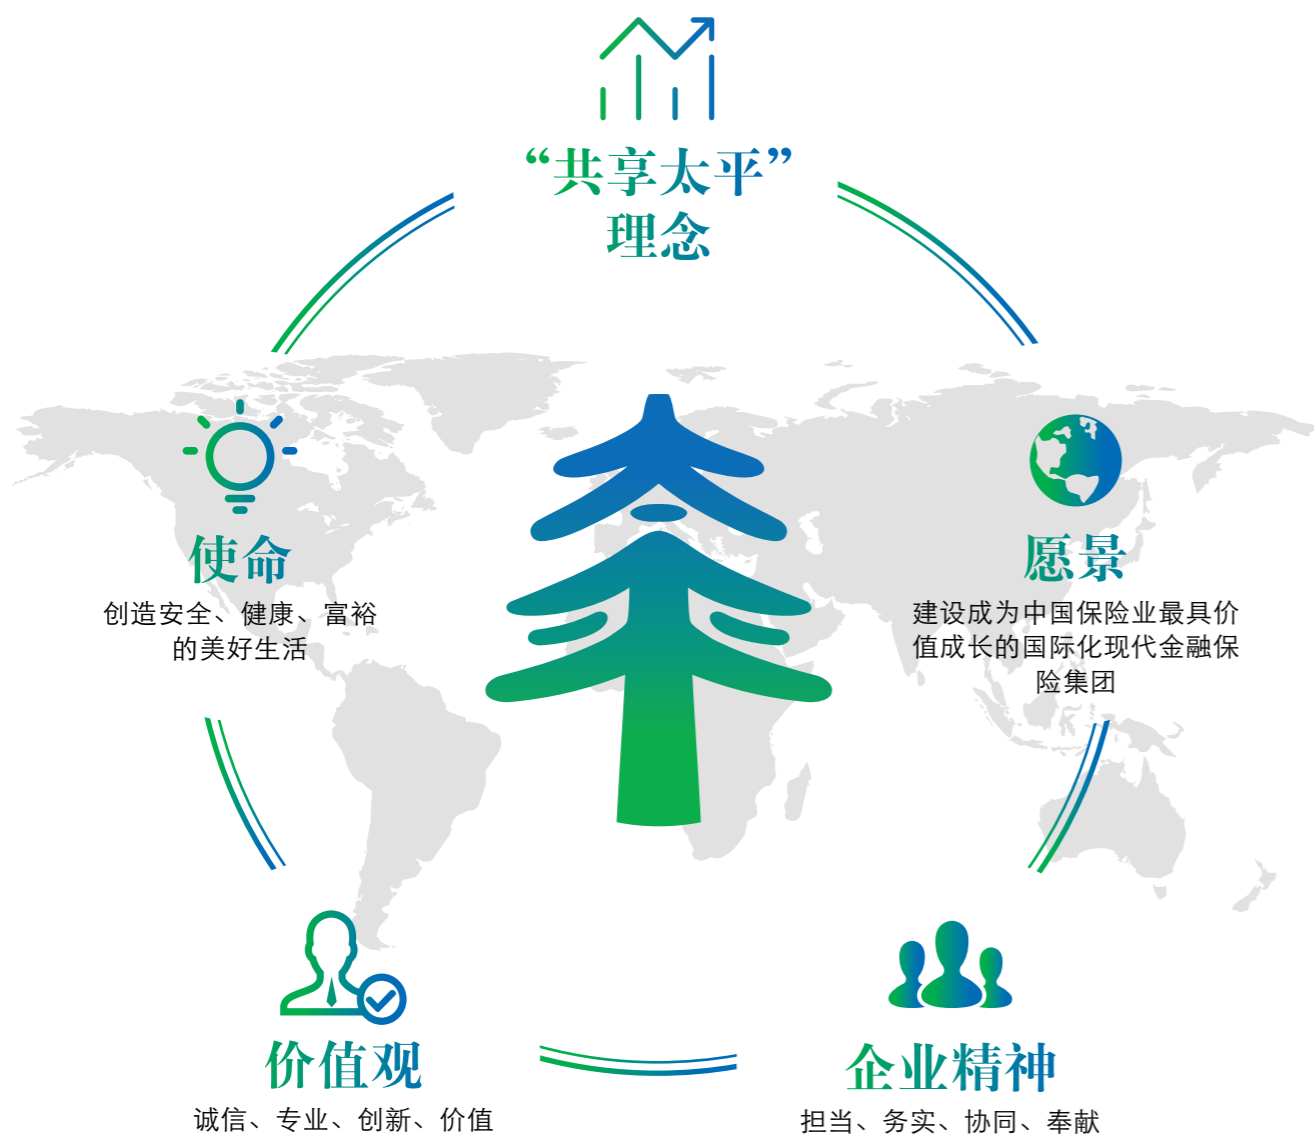 “共享太平”
理念
使命
创造安全、健康、富裕
的美好生活
愿景
建设成为中国保险业最具价
值成长的国际化现代金融保
险集团
价值观
诚信、专业、创新、价值
企业精神
担当、务实、协同、奉献